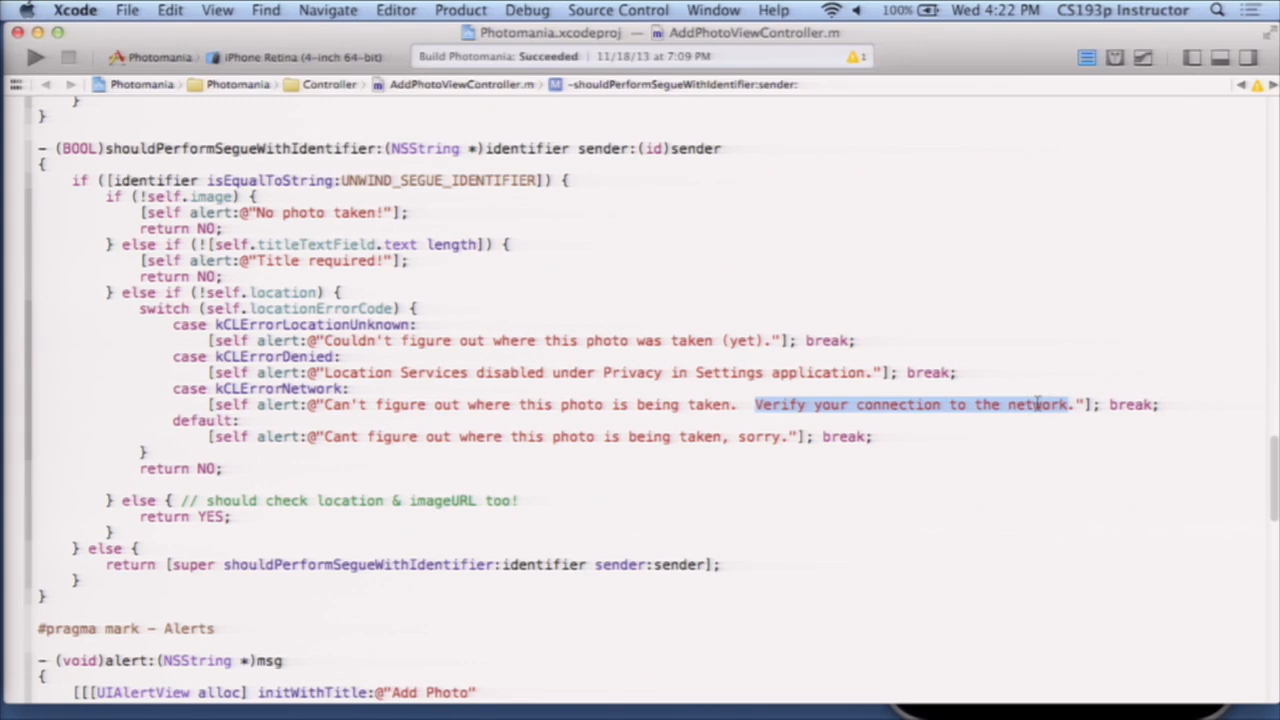 Xcode File Edit View Find Navigate Editor Product Debug Source Control Window Help 100% Wed 4:22 PM CS193p Instructor
Photomania.xcodeproj — AddPhotoViewController.m
Photomania iPhone Retina (4-inch 64-bit) Build Photomania: Succeeded 11/18/13 at 7:09 PM 1
Photomania Photomania Controller AddPhotoViewController.m M -shouldPerformSegueWithIdentifier:sender:
}
}
- (BOOL)shouldPerformSegueWithIdentifier:(NSString *)identifier sender:(id)sender
{
if ([identifier isEqualToString:UNWIND_SEGUE_IDENTIFIER]) {
if (!self.image) {
[self alert:@"No photo taken!"];
return NO;
} else if (![self.titleTextField.text length]) {
[self alert:@"Title required!"];
return NO;
} else if (!self.location) {
switch (self.locationErrorCode) {
case kCLErrorLocationUnknown:
[self alert:@"Couldn't figure out where this photo was taken (yet)."]; break;
case kCLErrorDenied:
[self alert:@"Location Services disabled under Privacy in Settings application."]; break;
case kCLErrorNetwork:
[self alert:@"Can't figure out where this photo is being taken.  Verify your connection to the network."]; break;
default:
[self alert:@"Cant figure out where this photo is being taken, sorry."]; break;
}
return NO;
} else { // should check location & imageURL too!
return YES;
}
} else {
return [super shouldPerformSegueWithIdentifier:identifier sender:sender];
}
}
#pragma mark - Alerts
- (void)alert:(NSString *)msg
{
[[[UIAlertView alloc] initWithTitle:@"Add Photo"